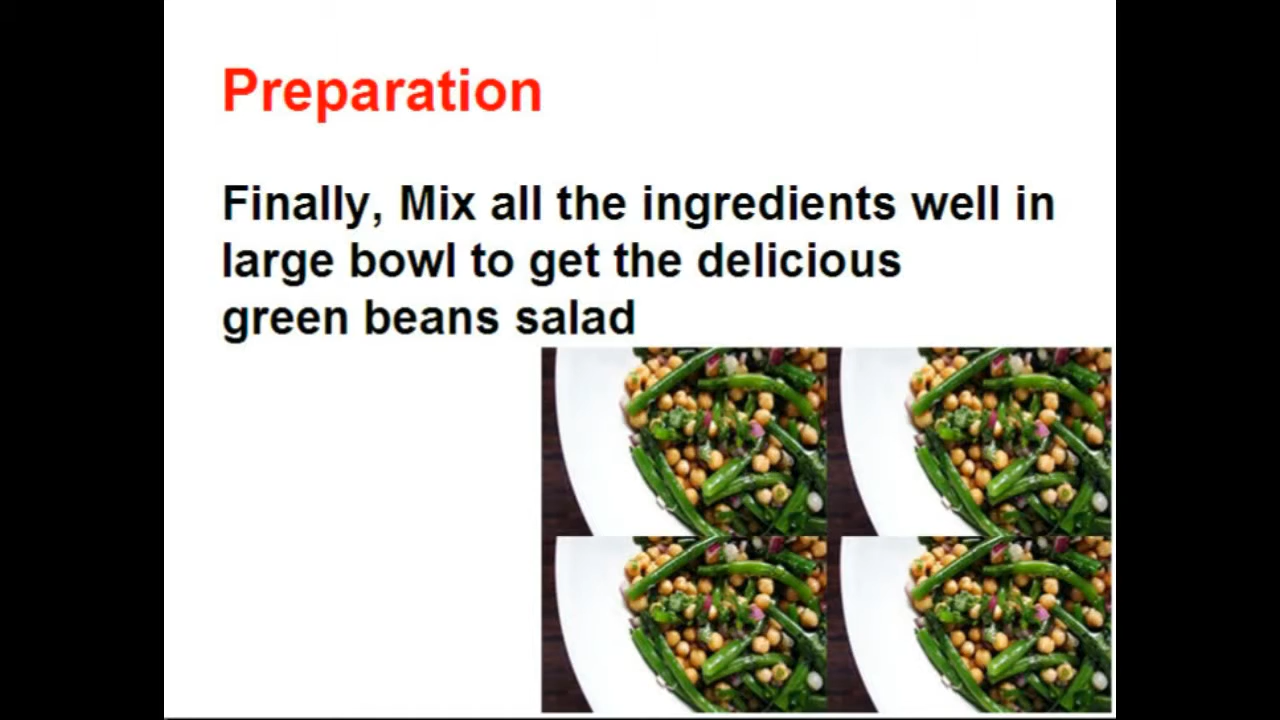 Preparation
Finally, Mix all the ingredients well in
large bowl to get the delicious
green beans salad